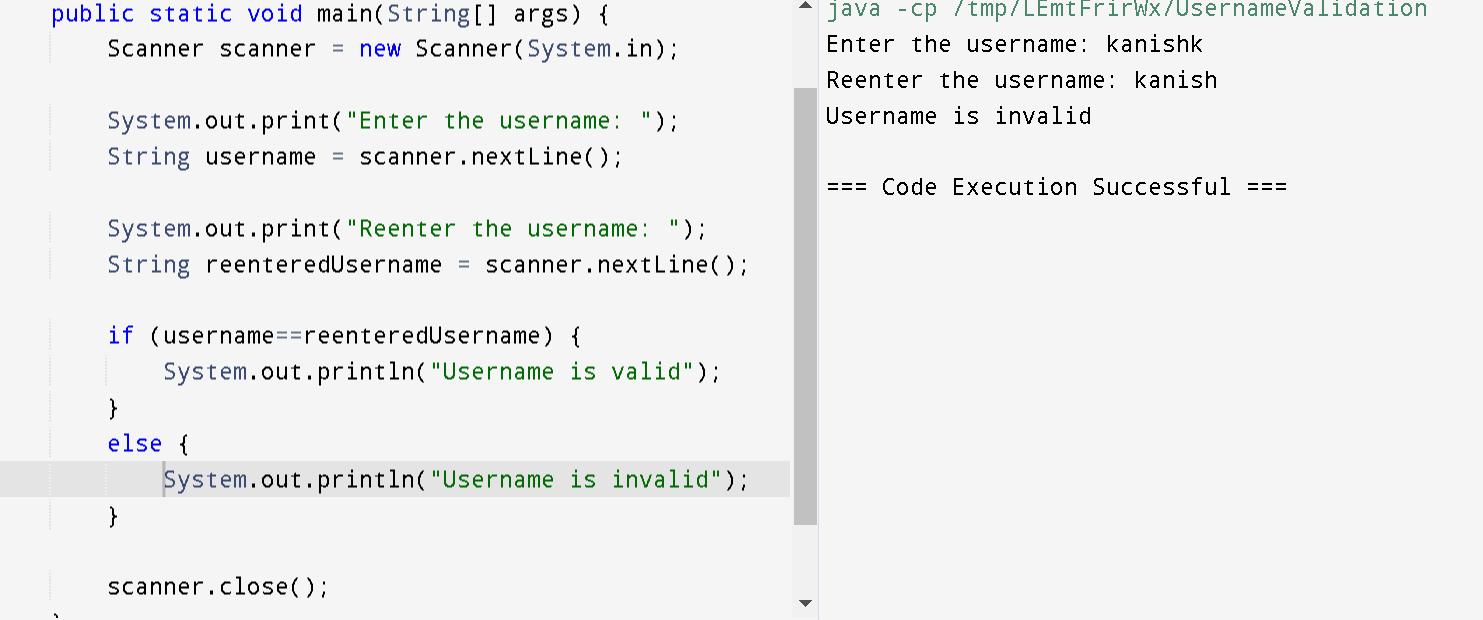 public static void main(String[] args) {
Scanner scanner = new Scanner(System.in);
System.out.print("Enter the username: ");
String username = scanner.nextLine();
System.out.print("Reenter the username: ");
String reenteredUsername = scanner.nextLine();
if (username==reenteredUsername) {
System.out.println("Username is valid");
}
else {
System.out.println("Username is invalid");
}
scanner.close();
java -cp /tmp/LEmtFrirWx/UsernameValidation
Enter the username: kanishk
Reenter the username: kanish
Username is invalid
=== Code Execution Successful ===